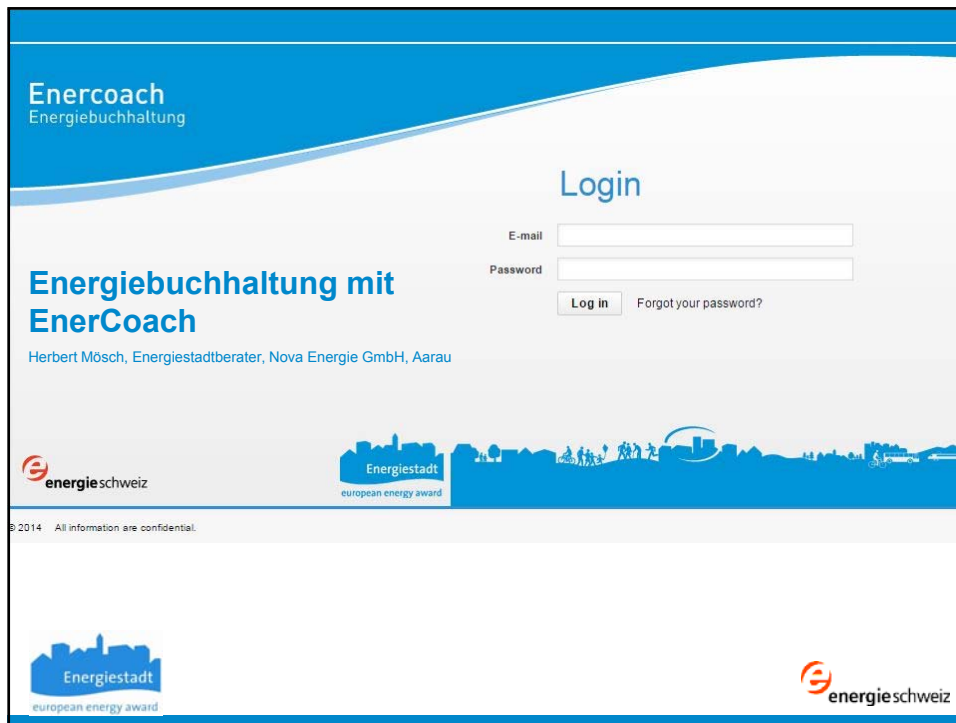 Enercoach
Energiebuchhaltung
Login
E-mail
Password
Log in Forgot your password?
Energiebuchhaltung mit
EnerCoach
Herbert Mösch, Energiestadtberater, Nova Energie GmbH, Aarau
energieschweiz
Energiestadt
european energy award
© 2014 All information are confidential.
Energiestadt
european energy award
energieschweiz